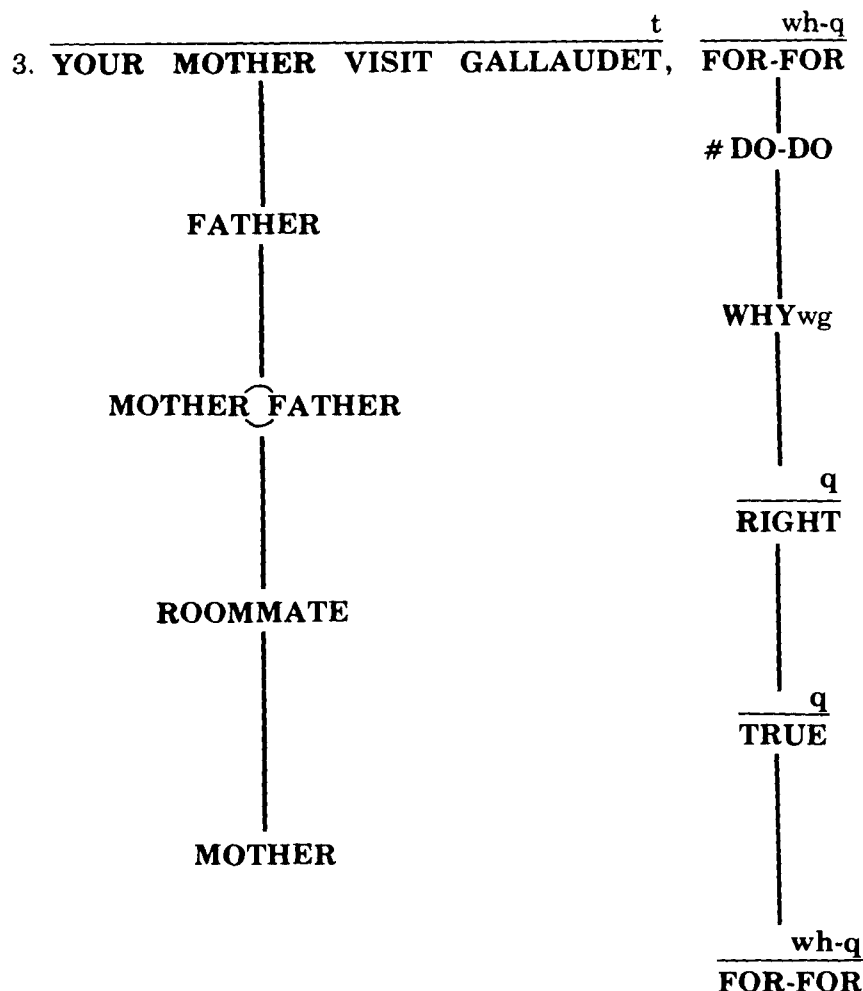 t wh-q
3. YOUR MOTHER VISIT GALLAUDET, FOR-FOR
# DO-DO
FATHER
WHYwg
MOTHER FATHER
q
RIGHT
ROOMMATE
q
TRUE
MOTHER
wh-q
FOR-FOR